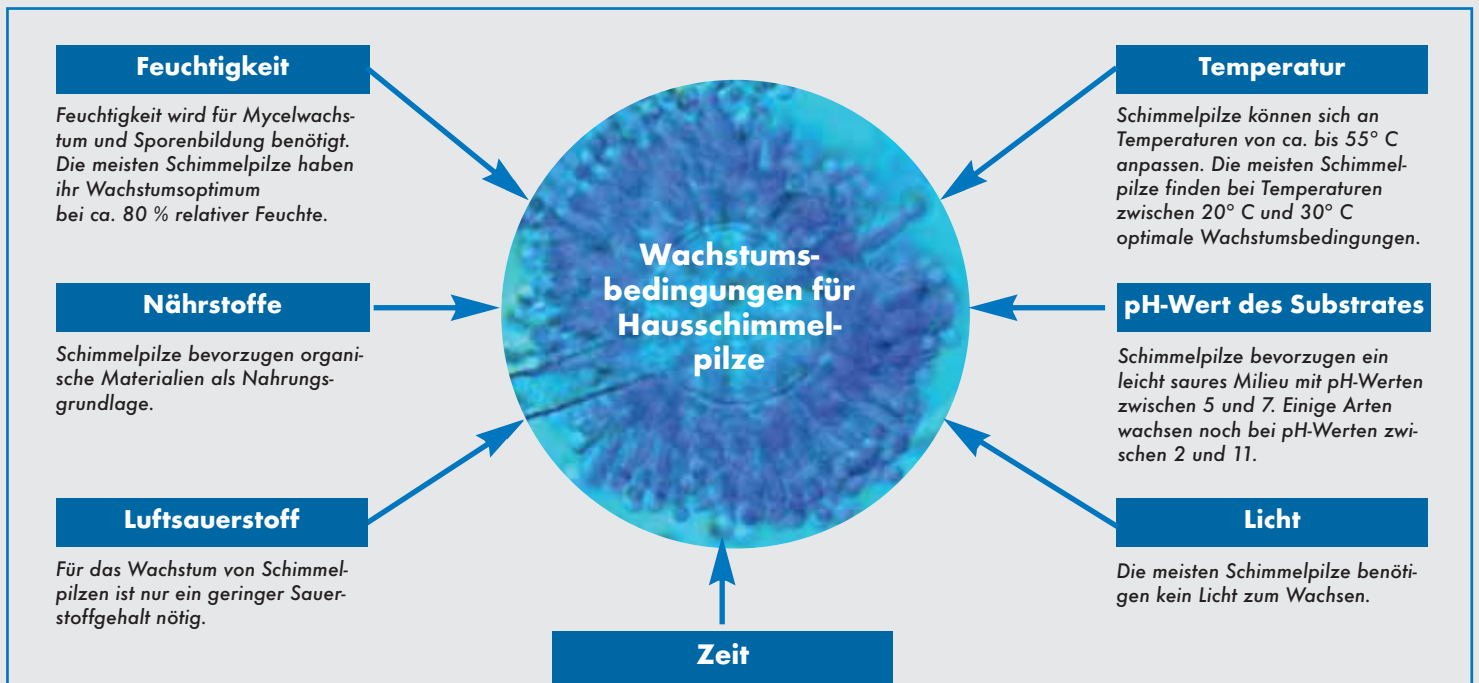 Feuchtigkeit
Feuchtigkeit wird für Mycelwachs-
tum und Sporenbildung benötigt.
Die meisten Schimmelpilze haben
ihr Wachstumsoptimum
bei ca. 80 % relativer Feuchte.
Nährstoffe
Schimmelpilze bevorzugen organi-
sche Materialien als Nahrungs-
grundlage.
Luftsauerstoff
Für das Wachstum von Schimmel-
pilzen ist nur ein geringer Sauer-
stoffgehalt nötig.
Wachstums-
bedingungen für
Hausschimmel-
pilze
Zeit
Temperatur
Schimmelpilze können sich an
Temperaturen von ca. bis 55° C
anpassen. Die meisten Schimmel-
pilze finden bei Temperaturen
zwischen 20° C und 30° C
optimale Wachstumsbedingungen.
pH-Wert des Substrates
Schimmelpilze bevorzugen ein
leicht saures Milieu mit pH-Werten
zwischen 5 und 7. Einige Arten
wachsen noch bei pH-Werten zwi-
schen 2 und 11.
Licht
Die meisten Schimmelpilze benöti-
gen kein Licht zum Wachsen.